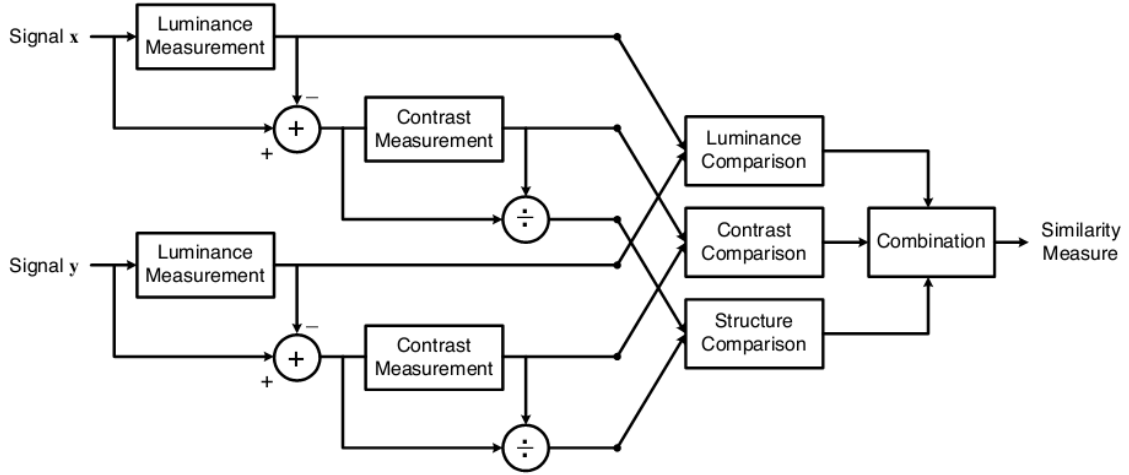 Signal x
Luminance
Measurement
−
+
+
Contrast
Measurement
÷
Signal y
Luminance
Measurement
−
+
+
Contrast
Measurement
÷
Luminance
Comparison
Contrast
Comparison
Structure
Comparison
Combination
Similarity
Measure